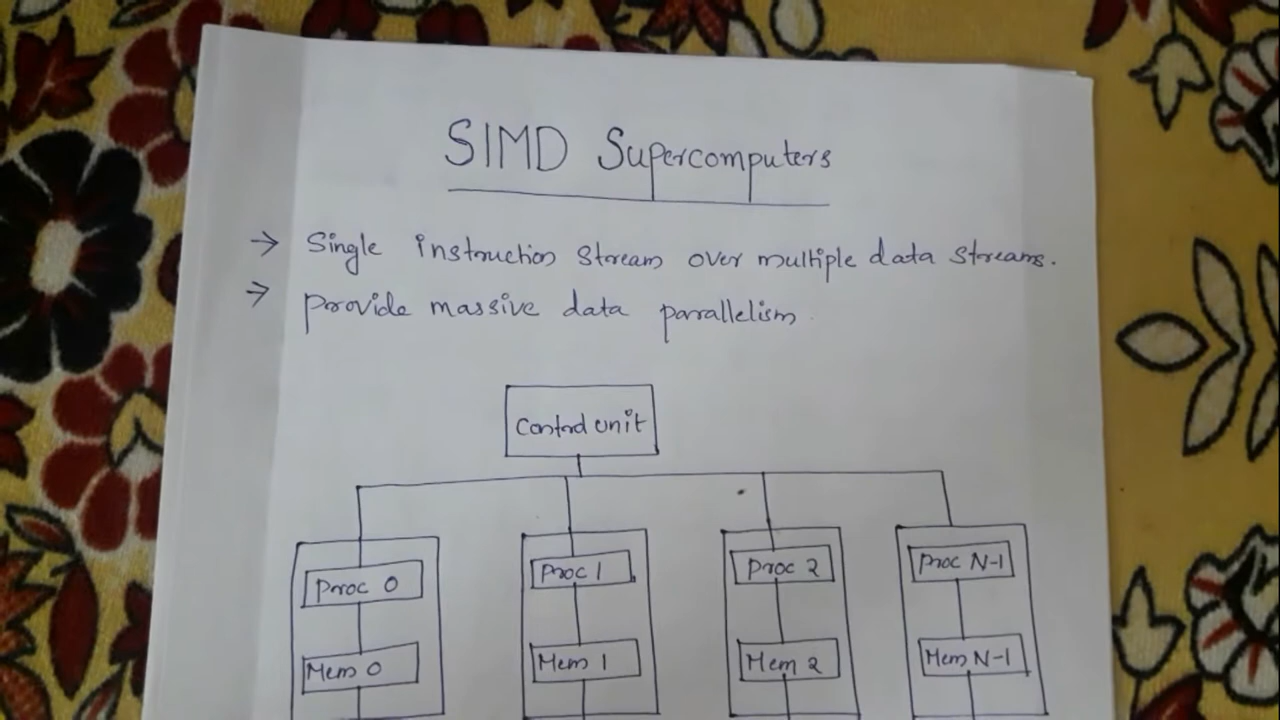 SIMD Supercomputers
→ Single instruction stream over multiple data streams.
→ provide massive data parallelism.
Control unit
Proc 0
Proc 1
Proc 2
Proc N-1
Mem 0
Mem 1
Mem 2
Mem N-1